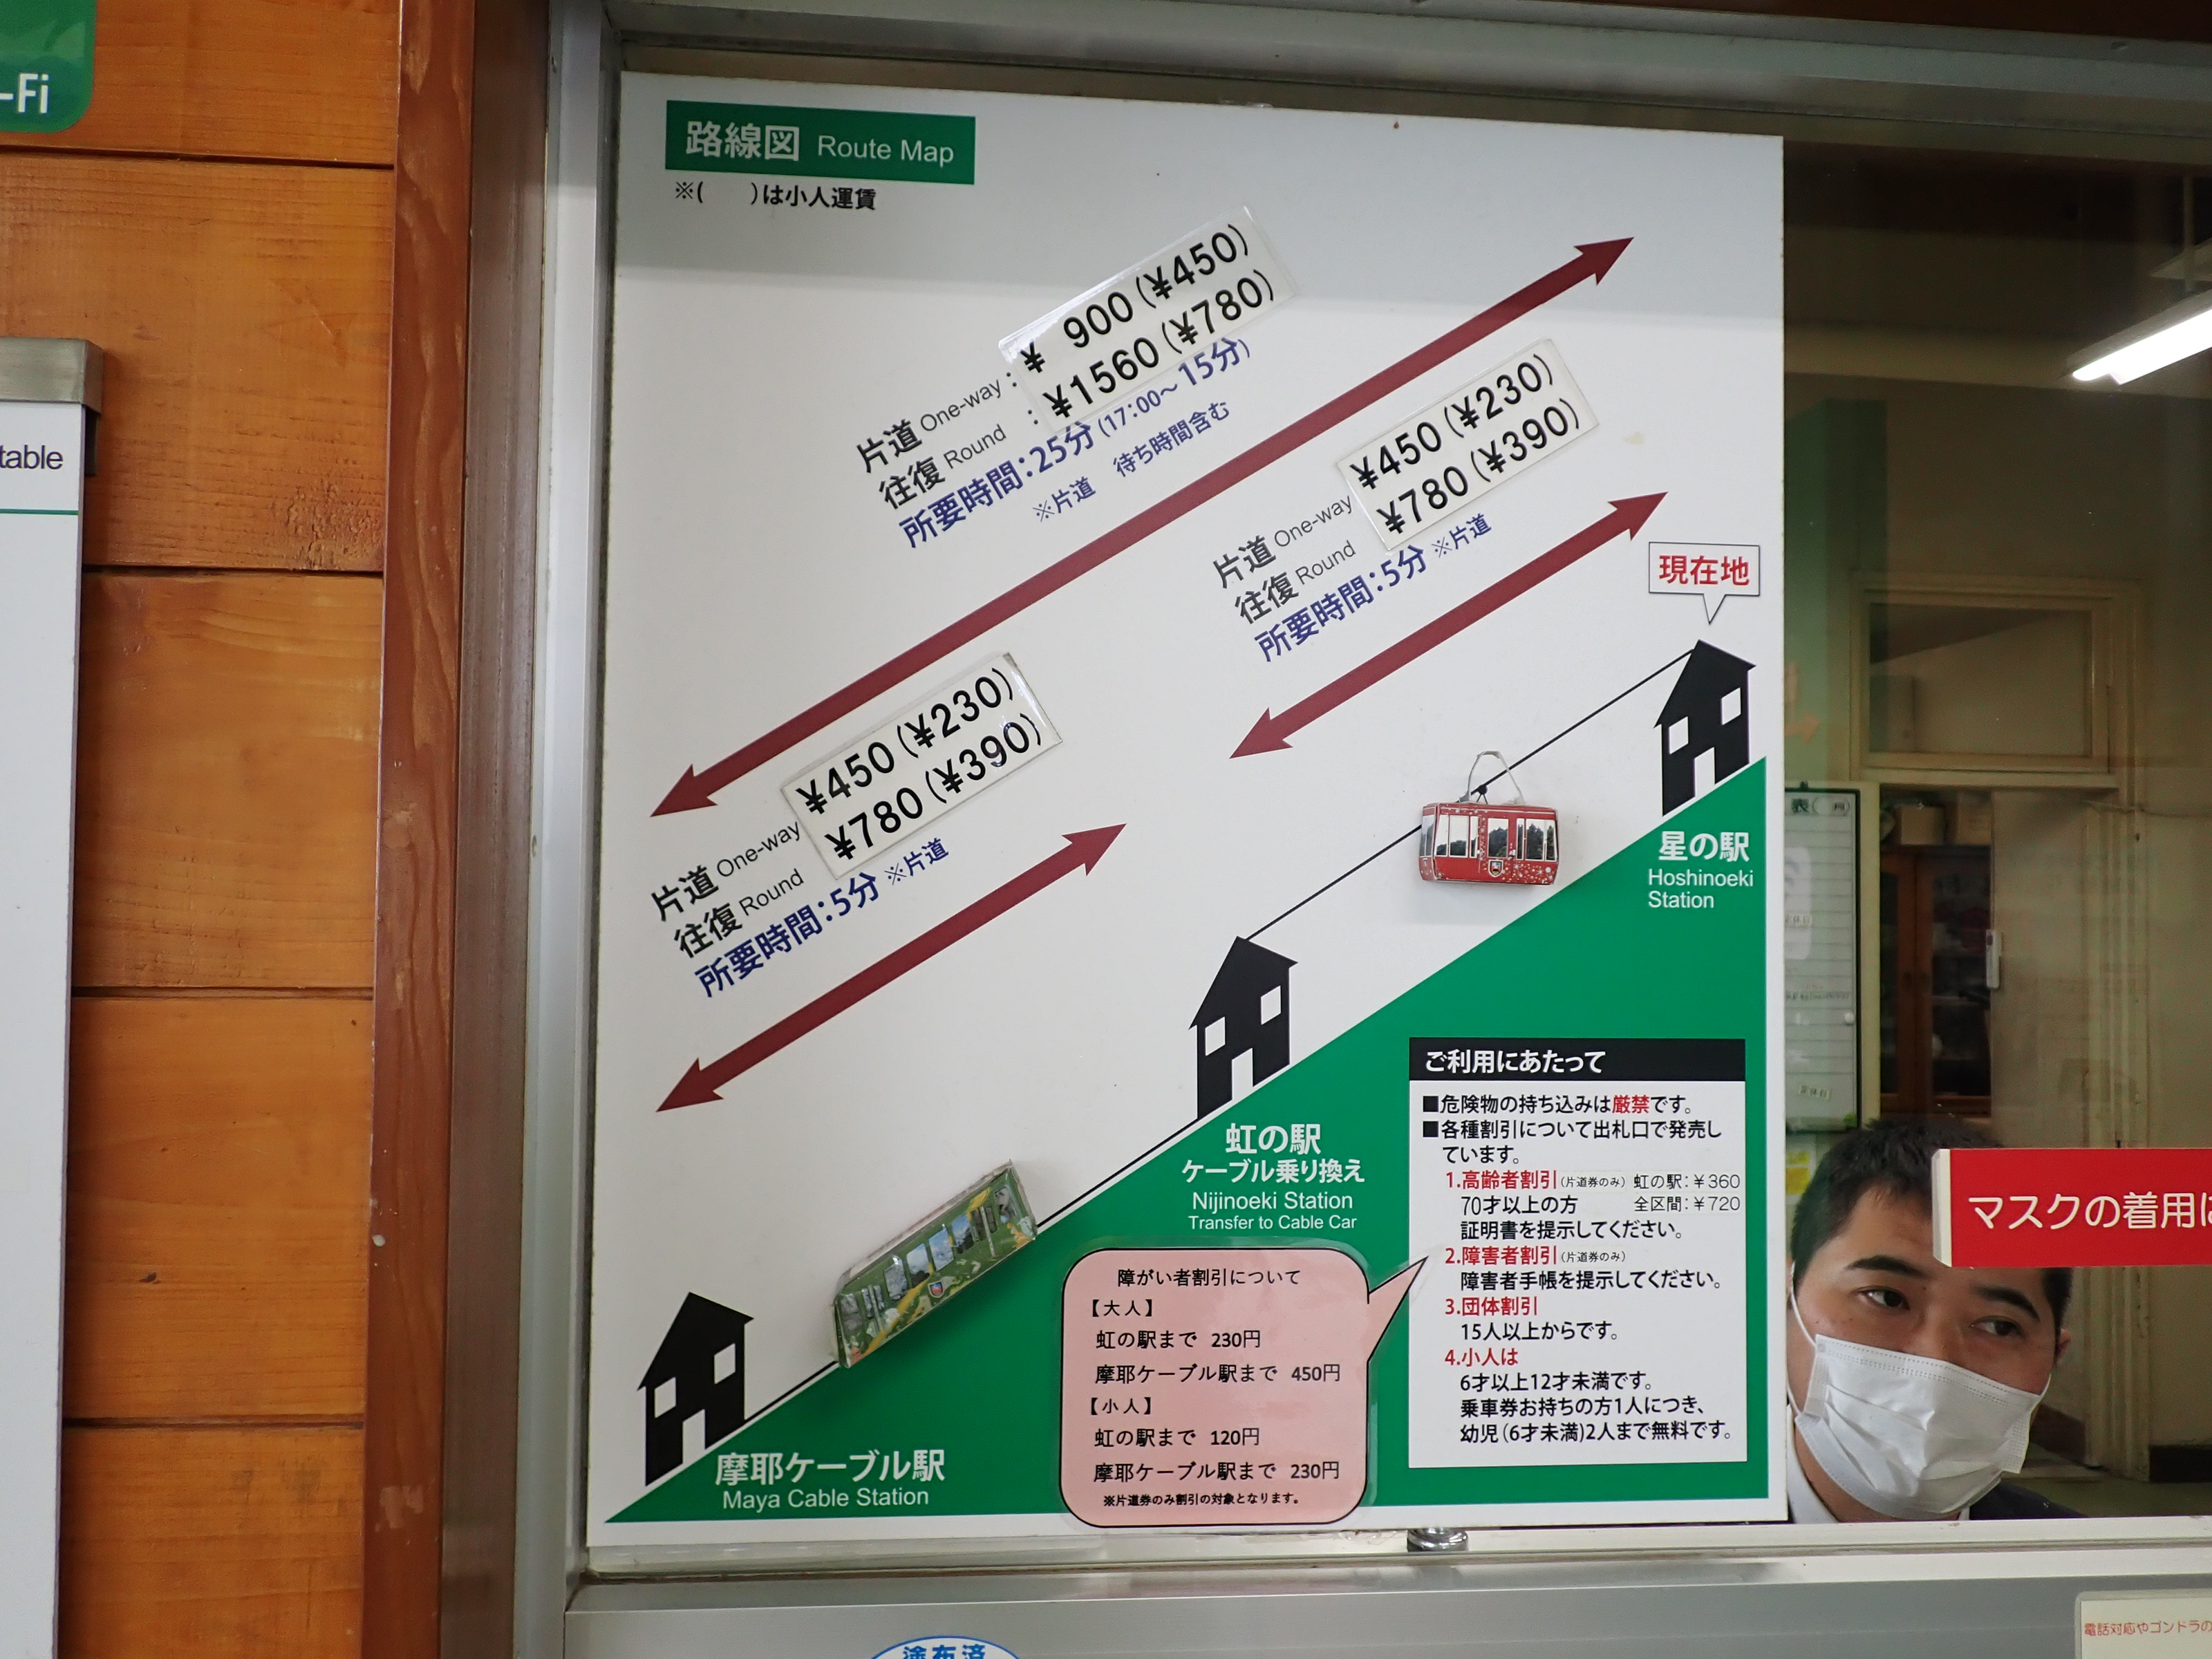 -Fi
table
路線図 Route Map
※(　　)は小人運賃
片道 One-way : ¥ 900 (¥450)
往復 Round : ¥1560 (¥780)
所要時間:25分 (17:00〜15分)
※片道 待ち時間含む
片道 One-way ¥450 (¥230)
往復 Round ¥780 (¥390)
所要時間:5分 ※片道
片道 One-way ¥450 (¥230)
往復 Round ¥780 (¥390)
所要時間:5分 ※片道
現在地
星の駅
Hoshinoeki
Station
虹の駅
ケーブル乗り換え
Nijinoeki Station
Transfer to Cable Car
摩耶ケーブル駅
Maya Cable Station
ご利用にあたって
■危険物の持ち込みは厳禁です。
■各種割引について出札口で発売し
ています。
1.高齢者割引(片道券のみ) 虹の駅:¥360
70才以上の方 全区間:¥720
証明書を提示してください。
2.障害者割引(片道券のみ)
障害者手帳を提示してください。
3.団体割引
15人以上からです。
4.小人は
6才以上12才未満です。
乗車券お持ちの方1人につき、
幼児(6才未満)2人まで無料です。
障がい者割引について
【大人】
虹の駅まで 230円
摩耶ケーブル駅まで 450円
【小人】
虹の駅まで 120円
摩耶ケーブル駅まで 230円
※片道券のみ割引の対象となります。
マスクの着用に
電話対応やゴンドラの
塗布済